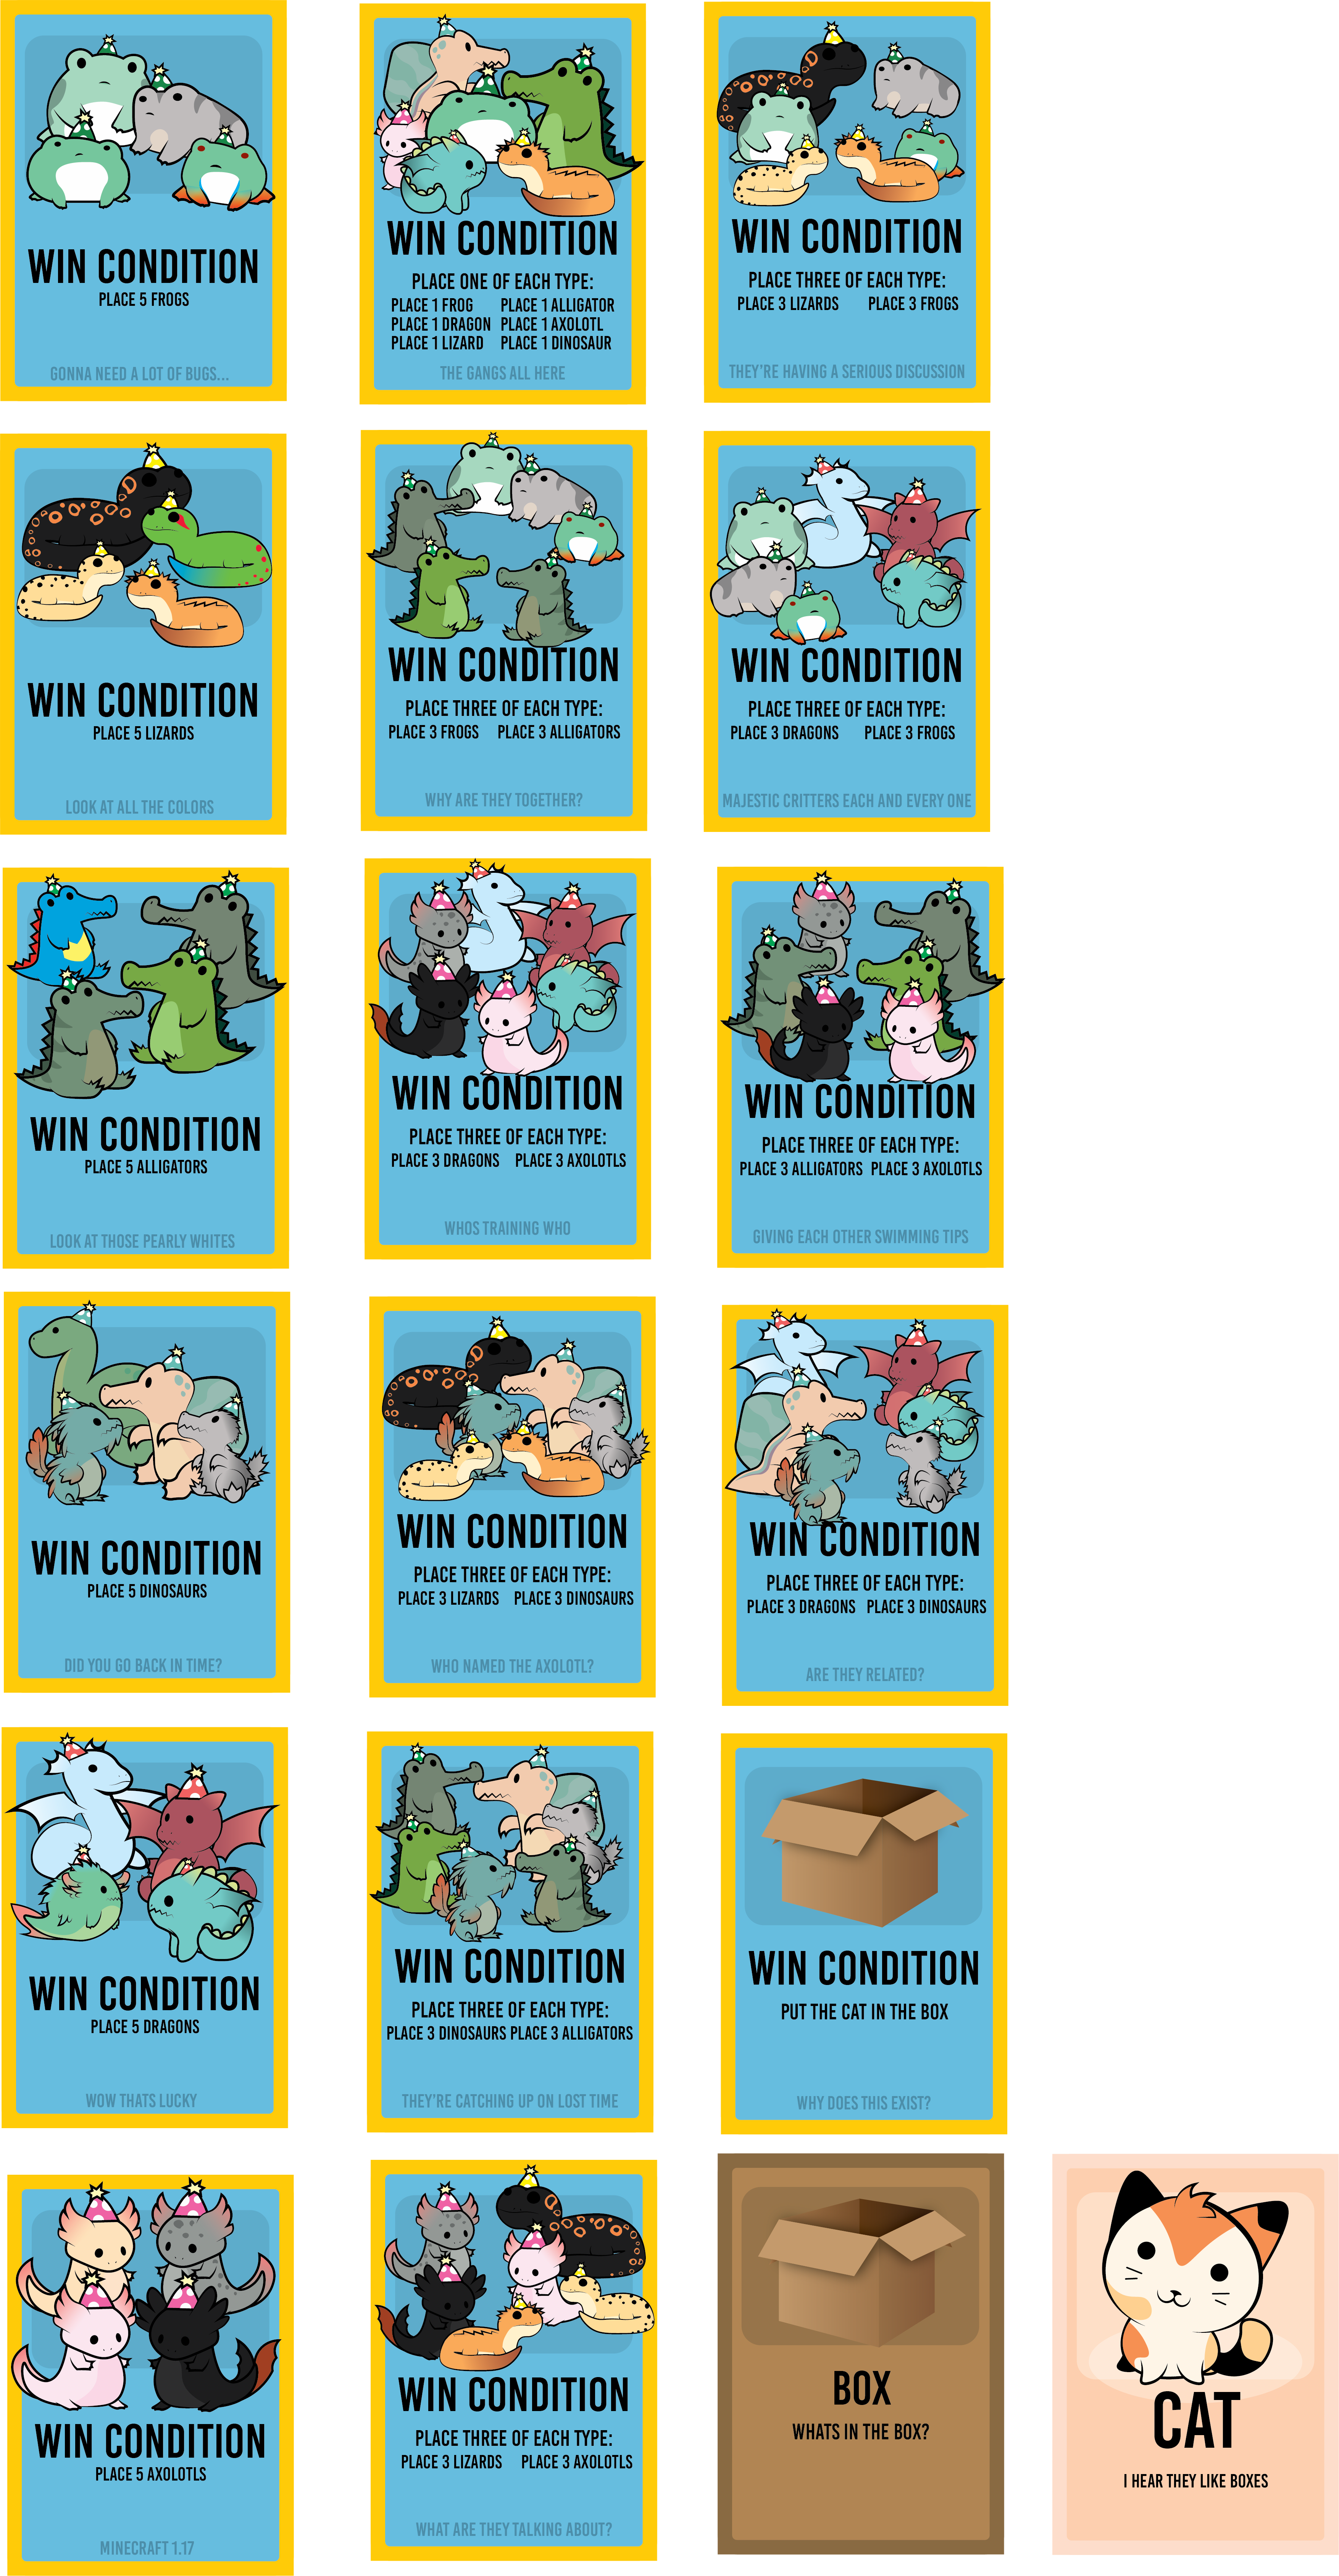 WIN CONDITION
PLACE 5 FROGS
GONNA NEED A LOT OF BUGS...
WIN CONDITION
PLACE ONE OF EACH TYPE:
PLACE 1 FROG PLACE 1 ALLIGATOR
PLACE 1 DRAGON PLACE 1 AXOLOTL
PLACE 1 LIZARD PLACE 1 DINOSAUR
THE GANGS ALL HERE
WIN CONDITION
PLACE THREE OF EACH TYPE:
PLACE 3 LIZARDS PLACE 3 FROGS
THEY'RE HAVING A SERIOUS DISCUSSION
WIN CONDITION
PLACE 5 LIZARDS
LOOK AT ALL THE COLORS
WIN CONDITION
PLACE THREE OF EACH TYPE:
PLACE 3 FROGS PLACE 3 ALLIGATORS
WHY ARE THEY TOGETHER?
WIN CONDITION
PLACE THREE OF EACH TYPE:
PLACE 3 DRAGONS PLACE 3 FROGS
MAJESTIC CRITTERS EACH AND EVERY ONE
WIN CONDITION
PLACE 5 ALLIGATORS
LOOK AT THOSE PEARLY WHITES
WIN CONDITION
PLACE THREE OF EACH TYPE:
PLACE 3 DRAGONS PLACE 3 AXOLOTLS
WHOS TRAINING WHO
WIN CONDITION
PLACE THREE OF EACH TYPE:
PLACE 3 ALLIGATORS PLACE 3 AXOLOTLS
GIVING EACH OTHER SWIMMING TIPS
WIN CONDITION
PLACE 5 DINOSAURS
DID YOU GO BACK IN TIME?
WIN CONDITION
PLACE THREE OF EACH TYPE:
PLACE 3 LIZARDS PLACE 3 DINOSAURS
WHO NAMED THE AXOLOTL?
WIN CONDITION
PLACE THREE OF EACH TYPE:
PLACE 3 DRAGONS PLACE 3 DINOSAURS
ARE THEY RELATED?
WIN CONDITION
PLACE 5 DRAGONS
WOW THATS LUCKY
WIN CONDITION
PLACE THREE OF EACH TYPE:
PLACE 3 DINOSAURS PLACE 3 ALLIGATORS
THEY'RE CATCHING UP ON LOST TIME
WIN CONDITION
PUT THE CAT IN THE BOX
WHY DOES THIS EXIST?
WIN CONDITION
PLACE 5 AXOLOTLS
MINECRAFT 1.17
WIN CONDITION
PLACE THREE OF EACH TYPE:
PLACE 3 LIZARDS PLACE 3 AXOLOTLS
WHAT ARE THEY TALKING ABOUT?
BOX
WHATS IN THE BOX?
CAT
I HEAR THEY LIKE BOXES